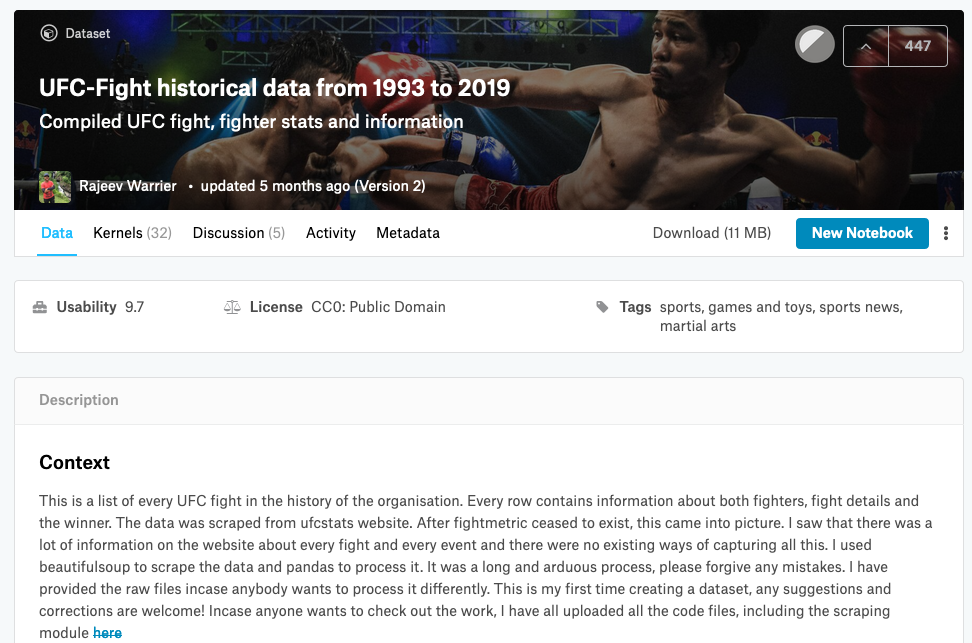 Dataset
447
UFC-Fight historical data from 1993 to 2019
Compiled UFC fight, fighter stats and information
Rajeev Warrier • updated 5 months ago (Version 2)
Data Kernels (32) Discussion (5) Activity Metadata Download (11 MB) New Notebook
Usability 9.7 License CC0: Public Domain Tags sports, games and toys, sports news,
martial arts
Description
Context
This is a list of every UFC fight in the history of the organisation. Every row contains information about both fighters, fight details and
the winner. The data was scraped from ufcstats website. After fightmetric ceased to exist, this came into picture. I saw that there was a
lot of information on the website about every fight and every event and there were no existing ways of capturing all this. I used
beautifulsoup to scrape the data and pandas to process it. It was a long and arduous process, please forgive any mistakes. I have
provided the raw files incase anybody wants to process it differently. This is my first time creating a dataset, any suggestions and
corrections are welcome! Incase anyone wants to check out the work, I have all uploaded all the code files, including the scraping
module here